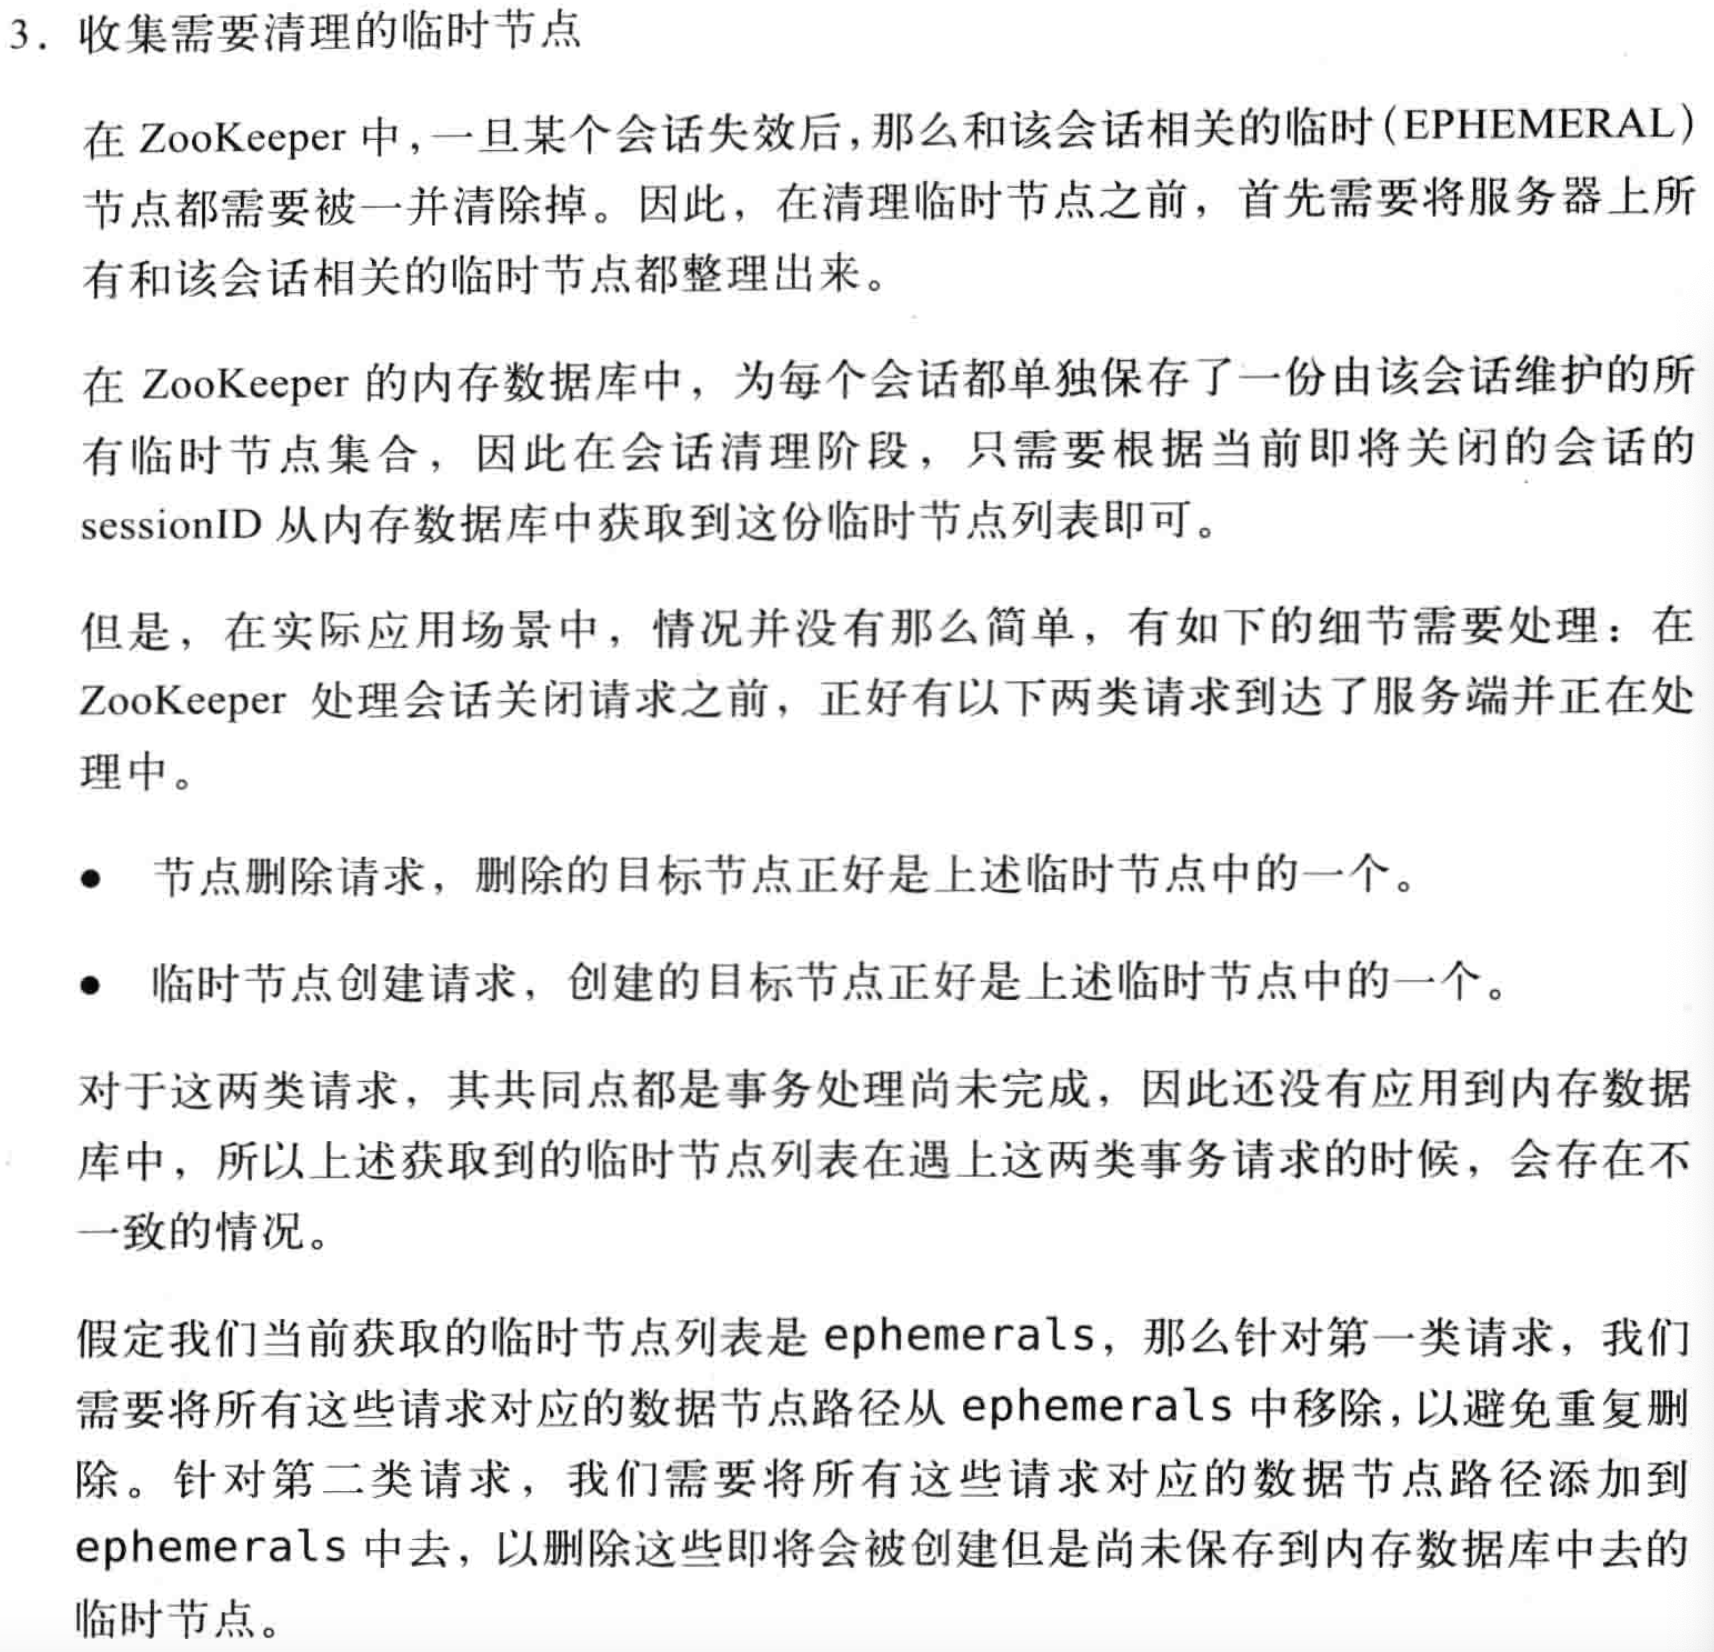 3. 收集需要清理的临时节点
在 ZooKeeper 中，一旦某个会话失效后，那么和该会话相关的临时（EPHEMERAL）
节点都需要被一并清除掉。因此，在清理临时节点之前，首先需要将服务器上所
有和该会话相关的临时节点都整理出来。
在 ZooKeeper 的内存数据库中，为每个会话都单独保存了一份由该会话维护的所
有临时节点集合，因此在会话清理阶段，只需要根据当前即将关闭的会话的
sessionID 从内存数据库中获取到这份临时节点列表即可。
但是，在实际应用场景中，情况并没有那么简单，有如下的细节需要处理：在
ZooKeeper 处理会话关闭请求之前，正好有以下两类请求到达了服务端并正在处
理中。
● 节点删除请求，删除的目标节点正好是上述临时节点中的一个。
● 临时节点创建请求，创建的目标节点正好是上述临时节点中的一个。
对于这两类请求，其共同点都是事务处理尚未完成，因此还没有应用到内存数据
库中，所以上述获取到的临时节点列表在遇上这两类事务请求的时候，会存在不
一致的情况。
假定我们当前获取的临时节点列表是 ephemerals，那么针对第一类请求，我们
需要将所有这些请求对应的数据节点路径从 ephemerals 中移除，以避免重复删
除。针对第二类请求，我们需要将所有这些请求对应的数据节点路径添加到
ephemerals 中去，以删除这些即将会被创建但是尚未保存到内存数据库中去的
临时节点。